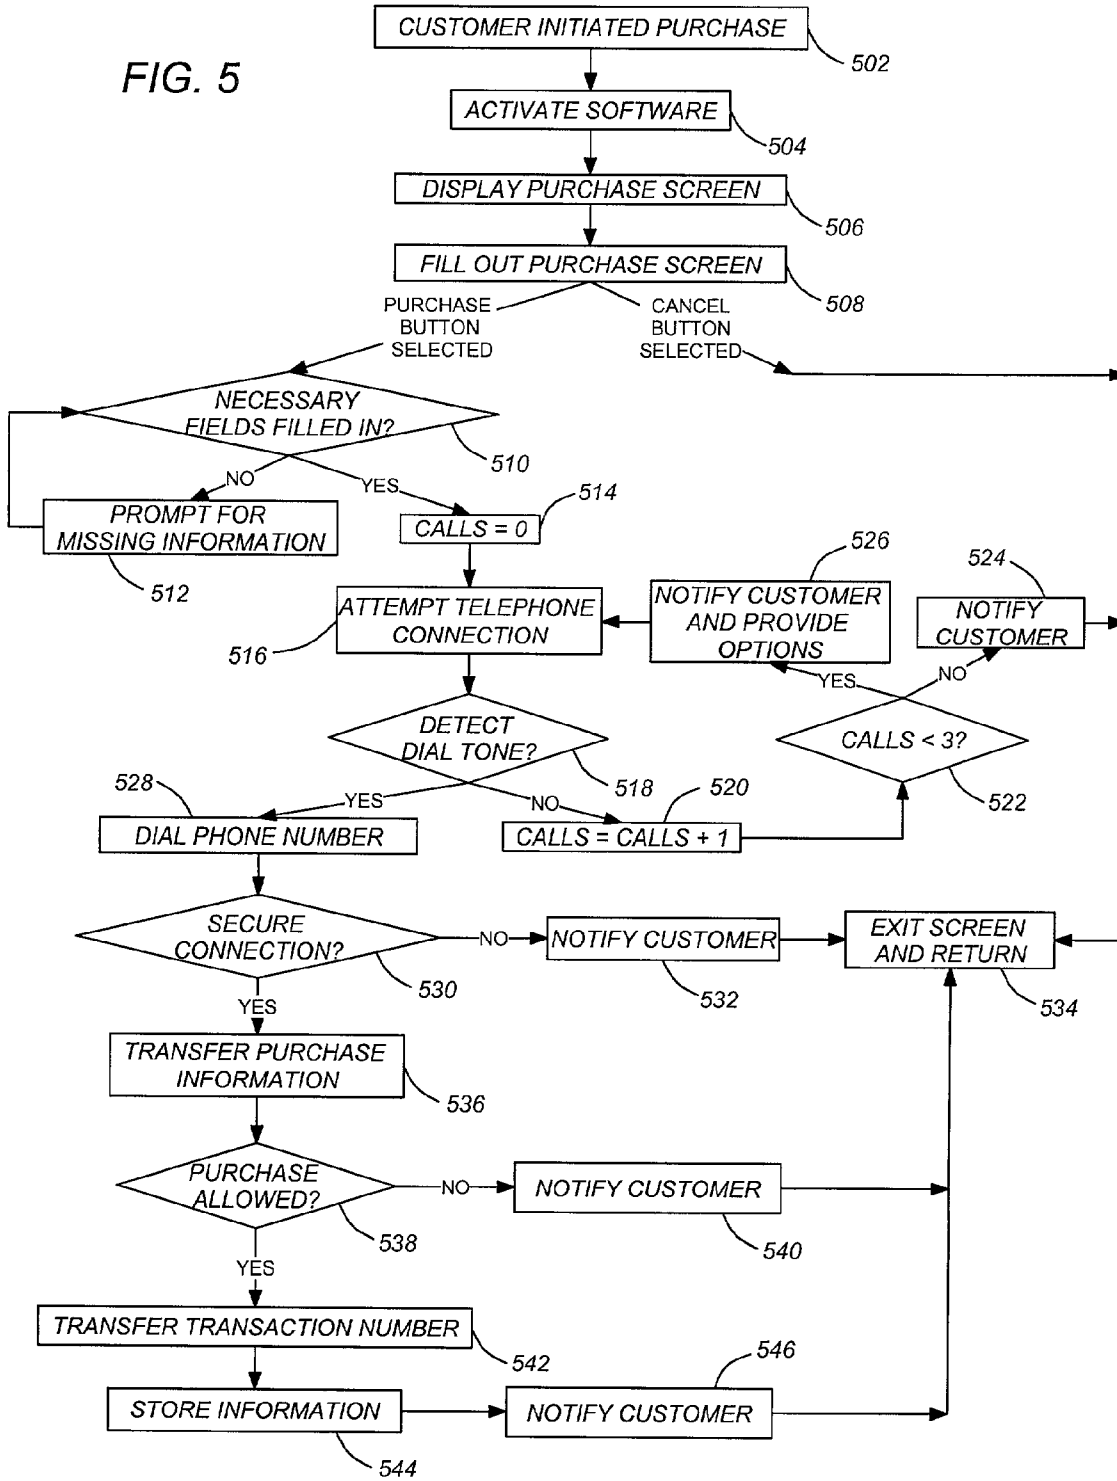 CUSTOMER INITIATED PURCHASE
502
FIG. 5
ACTIVATE SOFTWARE
504
DISPLAY PURCHASE SCREEN
506
FILL OUT PURCHASE SCREEN
508
PURCHASE
BUTTON
SELECTED
CANCEL
BUTTON
SELECTED
NECESSARY
FIELDS FILLED IN?
510
NO
YES
PROMPT FOR
MISSING INFORMATION
512
514
CALLS = 0
526
524
ATTEMPT TELEPHONE
CONNECTION
516
NOTIFY CUSTOMER
AND PROVIDE
OPTIONS
NOTIFY
CUSTOMER
YES
NO
DETECT
DIAL TONE?
518
CALLS < 3?
522
YES
NO
528
520
DIAL PHONE NUMBER
CALLS = CALLS + 1
SECURE
CONNECTION?
530
NO
NOTIFY CUSTOMER
532
EXIT SCREEN
AND RETURN
534
YES
TRANSFER PURCHASE
INFORMATION
536
PURCHASE
ALLOWED?
538
NO
NOTIFY CUSTOMER
540
YES
TRANSFER TRANSACTION NUMBER
542
546
STORE INFORMATION
544
NOTIFY CUSTOMER